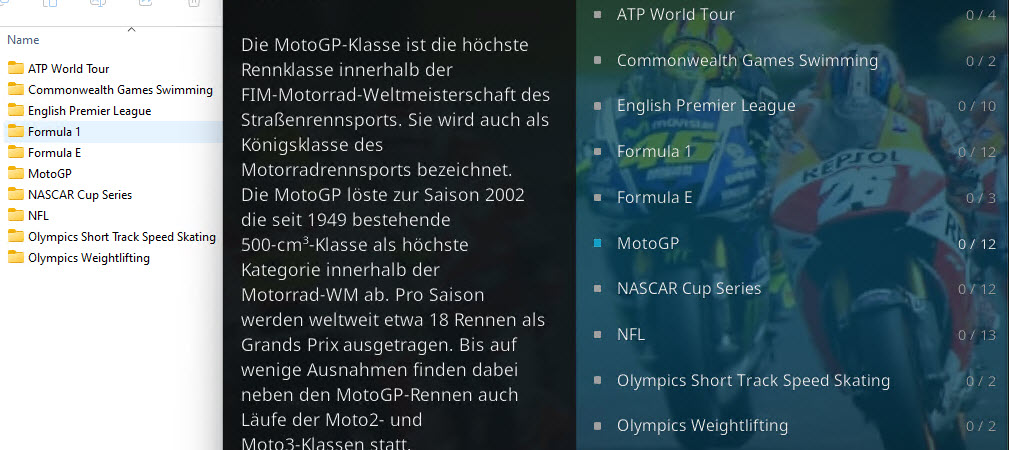 Name
ATP World Tour
Commonwealth Games Swimming
English Premier League
Formula 1
Formula E
MotoGP
NASCAR Cup Series
NFL
Olympics Short Track Speed Skating
Olympics Weightlifting
Die MotoGP-Klasse ist die höchste
Rennklasse innerhalb der
FIM-Motorrad-Weltmeisterschaft des
Straßenrennsports. Sie wird auch als
Königsklasse des
Motorradrennsports bezeichnet.
Die MotoGP löste zur Saison 2002
die seit 1949 bestehende
500-cm³-Klasse als höchste
Kategorie innerhalb der
Motorrad-WM ab. Pro Saison
werden weltweit etwa 18 Rennen als
Grands Prix ausgetragen. Bis auf
wenige Ausnahmen finden dabei
neben den MotoGP-Rennen auch
Läufe der Moto2- und
Moto3-Klassen statt.
ATP World Tour 0 / 4
Commonwealth Games Swimming 0 / 2
English Premier League 0 / 10
Formula 1 0 / 12
Formula E 0 / 3
MotoGP 0 / 12
NASCAR Cup Series 0 / 12
NFL 0 / 13
Olympics Short Track Speed Skating 0 / 2
Olympics Weightlifting 0 / 2
movistar
REPSOL
26